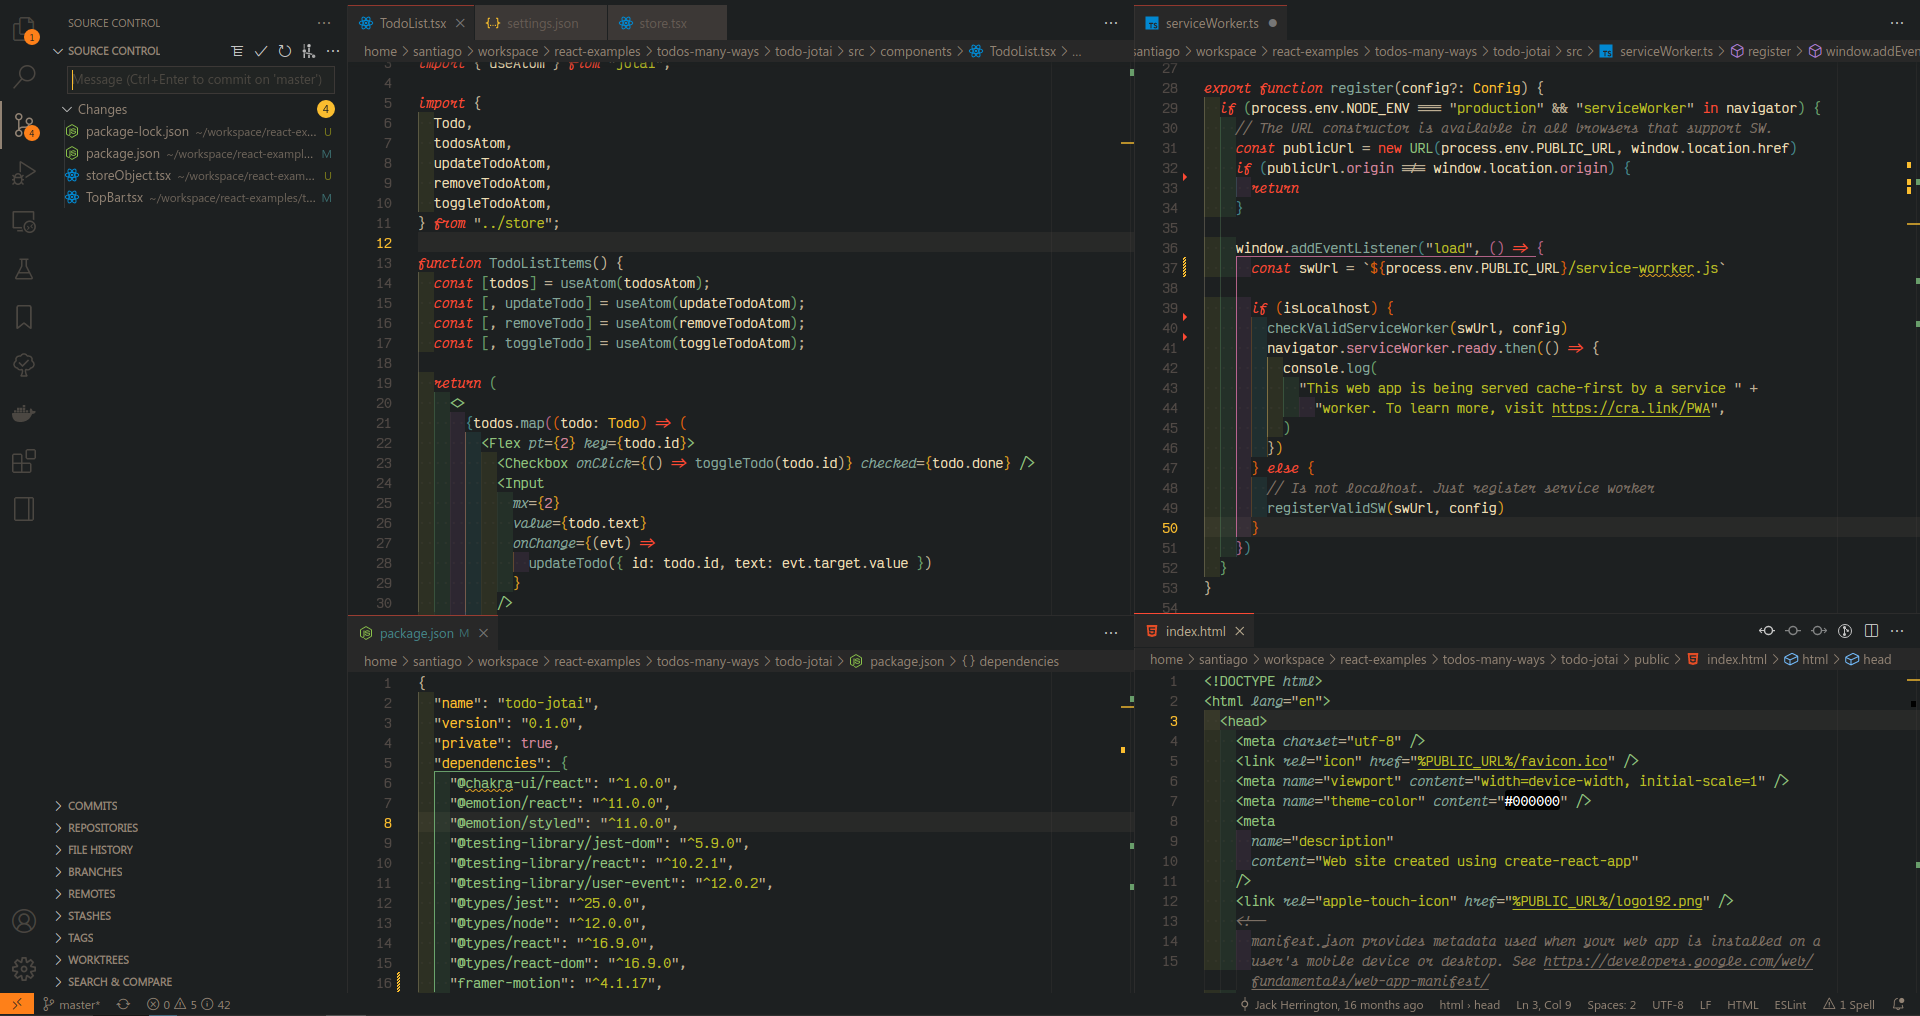 SOURCE CONTROL
SOURCE CONTROL
Message (Ctrl+Enter to commit on 'master')
Changes 4
package-lock.json ~/workspace/react-ex... U
package.json ~/workspace/react-exampl... M
storeObject.tsx ~/workspace/react-exam... U
TopBar.tsx ~/workspace/react-examples/t... M
1
4
COMMITS
REPOSITORIES
FILE HISTORY
BRANCHES
REMOTES
STASHES
TAGS
WORKTREES
SEARCH & COMPARE
TodoList.tsx settings.json store.tsx
home > santiago > workspace > react-examples > todos-many-ways > todo-jotai > src > components > TodoList.tsx > ...
3 import { useAtom } from "jotai";
4
5 import {
6 Todo,
7 todosAtom,
8 updateTodoAtom,
9 removeTodoAtom,
10 toggleTodoAtom,
11 } from "../store";
12
13 function TodoListItems() {
14 const [todos] = useAtom(todosAtom);
15 const [, updateTodo] = useAtom(updateTodoAtom);
16 const [, removeTodo] = useAtom(removeTodoAtom);
17 const [, toggleTodo] = useAtom(toggleTodoAtom);
18
19 return (
20 <>
21 {todos.map((todo: Todo) => (
22 <Flex pt={2} key={todo.id}>
23 <Checkbox onClick={() => toggleTodo(todo.id)} checked={todo.done} />
24 <Input
25 mx={2}
26 value={todo.text}
27 onChange={(evt) =>
28 updateTodo({ id: todo.id, text: evt.target.value })
29 }
30 />
serviceWorker.ts
santiago > workspace > react-examples > todos-many-ways > todo-jotai > src > serviceWorker.ts > register > window.addEven
27
28 export function register(config?: Config) {
29 if (process.env.NODE_ENV === "production" && "serviceWorker" in navigator) {
30 // The URL constructor is available in all browsers that support SW.
31 const publicUrl = new URL(process.env.PUBLIC_URL, window.location.href)
32 if (publicUrl.origin !== window.location.origin) {
33 return
34 }
35
36 window.addEventListener("load", () => {
37 const swUrl = `${process.env.PUBLIC_URL}/service-worrker.js`
38
39 if (isLocalhost) {
40 checkValidServiceWorker(swUrl, config)
41 navigator.serviceWorker.ready.then(() => {
42 console.log(
43 "This web app is being served cache-first by a service " +
44 "worker. To learn more, visit https://cra.link/PWA",
45 )
46 })
47 } else {
48 // Is not localhost. Just register service worker
49 registerValidSW(swUrl, config)
50 }
51 })
52 }
53 }
54
package.json M
home > santiago > workspace > react-examples > todos-many-ways > todo-jotai > package.json > {} dependencies
1 {
2 "name": "todo-jotai",
3 "version": "0.1.0",
4 "private": true,
5 "dependencies": {
6 "@chakra-ui/react": "^1.0.0",
7 "@emotion/react": "^11.0.0",
8 "@emotion/styled": "^11.0.0",
9 "@testing-library/jest-dom": "^5.9.0",
10 "@testing-library/react": "^10.2.1",
11 "@testing-library/user-event": "^12.0.2",
12 "@types/jest": "^25.0.0",
13 "@types/node": "^12.0.0",
14 "@types/react": "^16.9.0",
15 "@types/react-dom": "^16.9.0",
16 "framer-motion": "^4.1.17",
index.html
home > santiago > workspace > react-examples > todos-many-ways > todo-jotai > public > index.html > html > head
1 <!DOCTYPE html>
2 <html lang="en">
3 <head>
4 <meta charset="utf-8" />
5 <link rel="icon" href="%PUBLIC_URL%/favicon.ico" />
6 <meta name="viewport" content="width=device-width, initial-scale=1" />
7 <meta name="theme-color" content="#000000" />
8 <meta
9 name="description"
10 content="Web site created using create-react-app"
11 />
12 <link rel="apple-touch-icon" href="%PUBLIC_URL%/logo192.png" />
13 <!--
14 manifest.json provides metadata used when your web app is installed on a
15 user's mobile device or desktop. See https://developers.google.com/web/
fundamentals/web-app-manifest/
master* 0 5 42
Jack Herrington, 16 months ago html > head Ln 3, Col 9 Spaces: 2 UTF-8 LF HTML ESLint 1 Spell